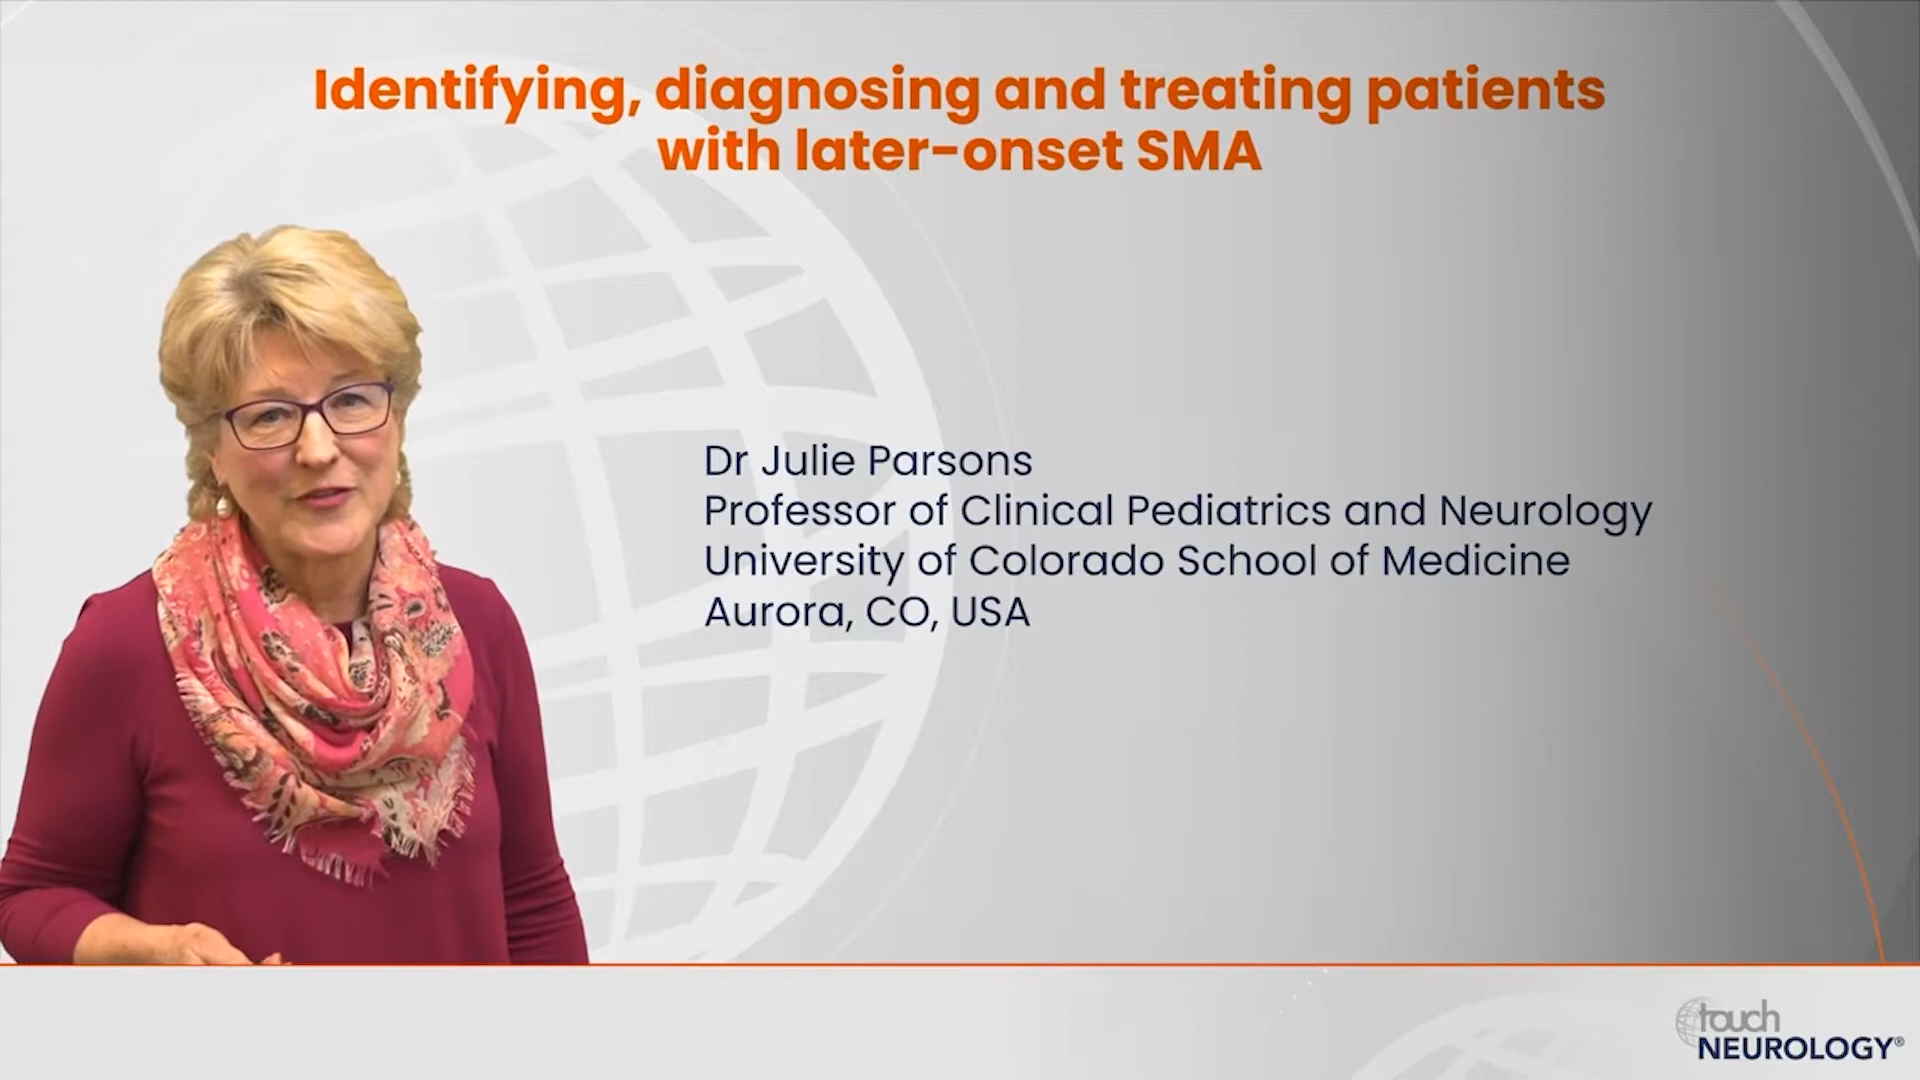 Identifying, diagnosing and treating patients
with later-onset SMA
Dr Julie Parsons
Professor of Clinical Pediatrics and Neurology
University of Colorado School of Medicine
Aurora, CO, USA
touch
NEUROLOGY®